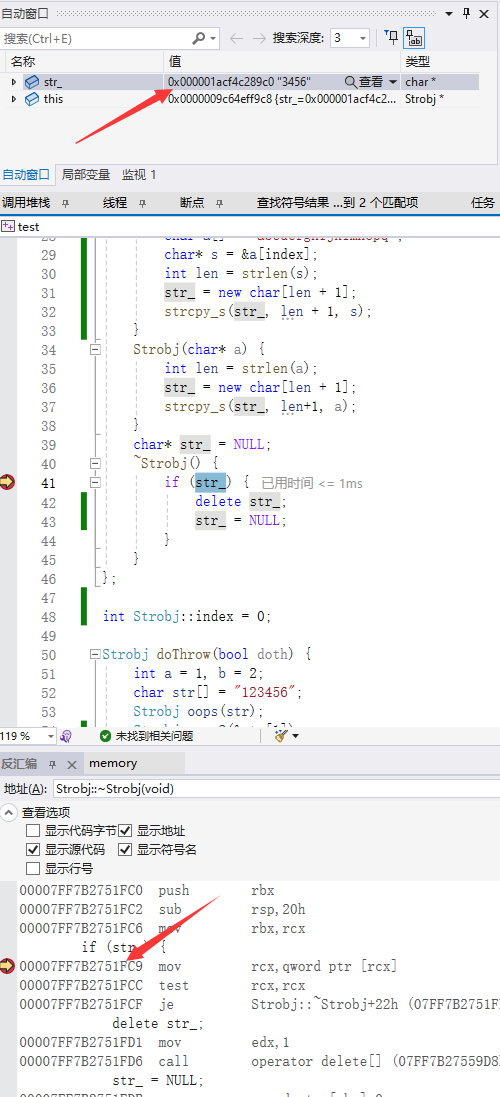 自动窗口
搜索(Ctrl+E) 搜索深度: 3
名称 值 类型
str_ 0x000001acf4c289c0 "3456" 查看 char *
this 0x0000009c64eff9c8 {str_=0x000001acf4c2... Strobj *
自动窗口 局部变量 监视 1
调用堆栈 线程 断点 查找符号结果 ...到 2 个匹配项 任务
test
29 char* s = &a[index];
30 int len = strlen(s);
31 str_ = new char[len + 1];
32 strcpy_s(str_, len + 1, s);
33 }
34 Strobj(char* a) {
35 int len = strlen(a);
36 str_ = new char[len + 1];
37 strcpy_s(str_, len+1, a);
38 }
39 char* str_ = NULL;
40 ~Strobj() {
41 if (str_) { 已用时间 <= 1ms
42 delete str_;
43 str_ = NULL;
44 }
45 }
46 };
47
48 int Strobj::index = 0;
49
50 Strobj doThrow(bool doth) {
51 int a = 1, b = 2;
52 char str[] = "123456";
53 Strobj oops(str);
119 % 未找到相关问题
反汇编 memory
地址(A): Strobj::~Strobj(void)
查看选项
显示代码字节 显示地址
显示源代码 显示符号名
显示行号
00007FF7B2751FC0 push rbx
00007FF7B2751FC2 sub rsp,20h
00007FF7B2751FC6 mov rbx,rcx
if (str_) {
00007FF7B2751FC9 mov rcx,qword ptr [rcx]
00007FF7B2751FCC test rcx,rcx
00007FF7B2751FCF je Strobj::~Strobj+22h (07FF7B2751F
delete str_;
00007FF7B2751FD1 mov edx,1
00007FF7B2751FD6 call operator delete[] (07FF7B27559D8
str_ = NULL;